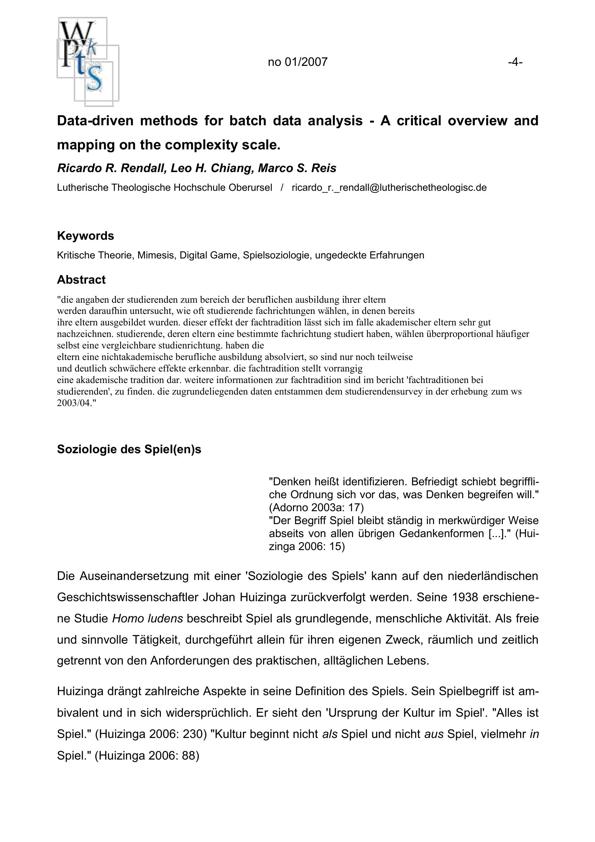 W
Pkts
no 01/2007 -4-
Data-driven methods for batch data analysis - A critical overview and
mapping on the complexity scale.
Ricardo R. Rendall, Leo H. Chiang, Marco S. Reis
Lutherische Theologische Hochschule Oberursel / ricardo_r._rendall@lutherischetheologisc.de
Keywords
Kritische Theorie, Mimesis, Digital Game, Spielsoziologie, ungedeckte Erfahrungen
Abstract
"die angaben der studierenden zum bereich der beruflichen ausbildung ihrer eltern
werden daraufhin untersucht, wie oft studierende fachrichtungen wählen, in denen bereits
ihre eltern ausgebildet wurden. dieser effekt der fachtradition lässt sich im falle akademischer eltern sehr gut
nachzeichnen. studierende, deren eltern eine bestimmte fachrichtung studiert haben, wählen überproportional häufiger
selbst eine vergleichbare studienrichtung. haben die
eltern eine nichtakademische berufliche ausbildung absolviert, so sind nur noch teilweise
und deutlich schwächere effekte erkennbar. die fachtradition stellt vorrangig
eine akademische tradition dar. weitere informationen zur fachtradition sind im bericht 'fachtraditionen bei
studierenden', zu finden. die zugrundeliegenden daten entstammen dem studierendensurvey in der erhebung zum ws
2003/04."
Soziologie des Spiel(en)s
"Denken heißt identifizieren. Befriedigt schiebt begriffli-
che Ordnung sich vor das, was Denken begreifen will."
(Adorno 2003a: 17)
"Der Begriff Spiel bleibt ständig in merkwürdiger Weise
abseits von allen übrigen Gedankenformen [...]." (Hui-
zinga 2006: 15)
Die Auseinandersetzung mit einer 'Soziologie des Spiels' kann auf den niederländischen
Geschichtswissenschaftler Johan Huizinga zurückverfolgt werden. Seine 1938 erschiene-
ne Studie Homo ludens beschreibt Spiel als grundlegende, menschliche Aktivität. Als freie
und sinnvolle Tätigkeit, durchgeführt allein für ihren eigenen Zweck, räumlich und zeitlich
getrennt von den Anforderungen des praktischen, alltäglichen Lebens.
Huizinga drängt zahlreiche Aspekte in seine Definition des Spiels. Sein Spielbegriff ist am-
bivalent und in sich widersprüchlich. Er sieht den 'Ursprung der Kultur im Spiel'. "Alles ist
Spiel." (Huizinga 2006: 230) "Kultur beginnt nicht als Spiel und nicht aus Spiel, vielmehr in
Spiel." (Huizinga 2006: 88)